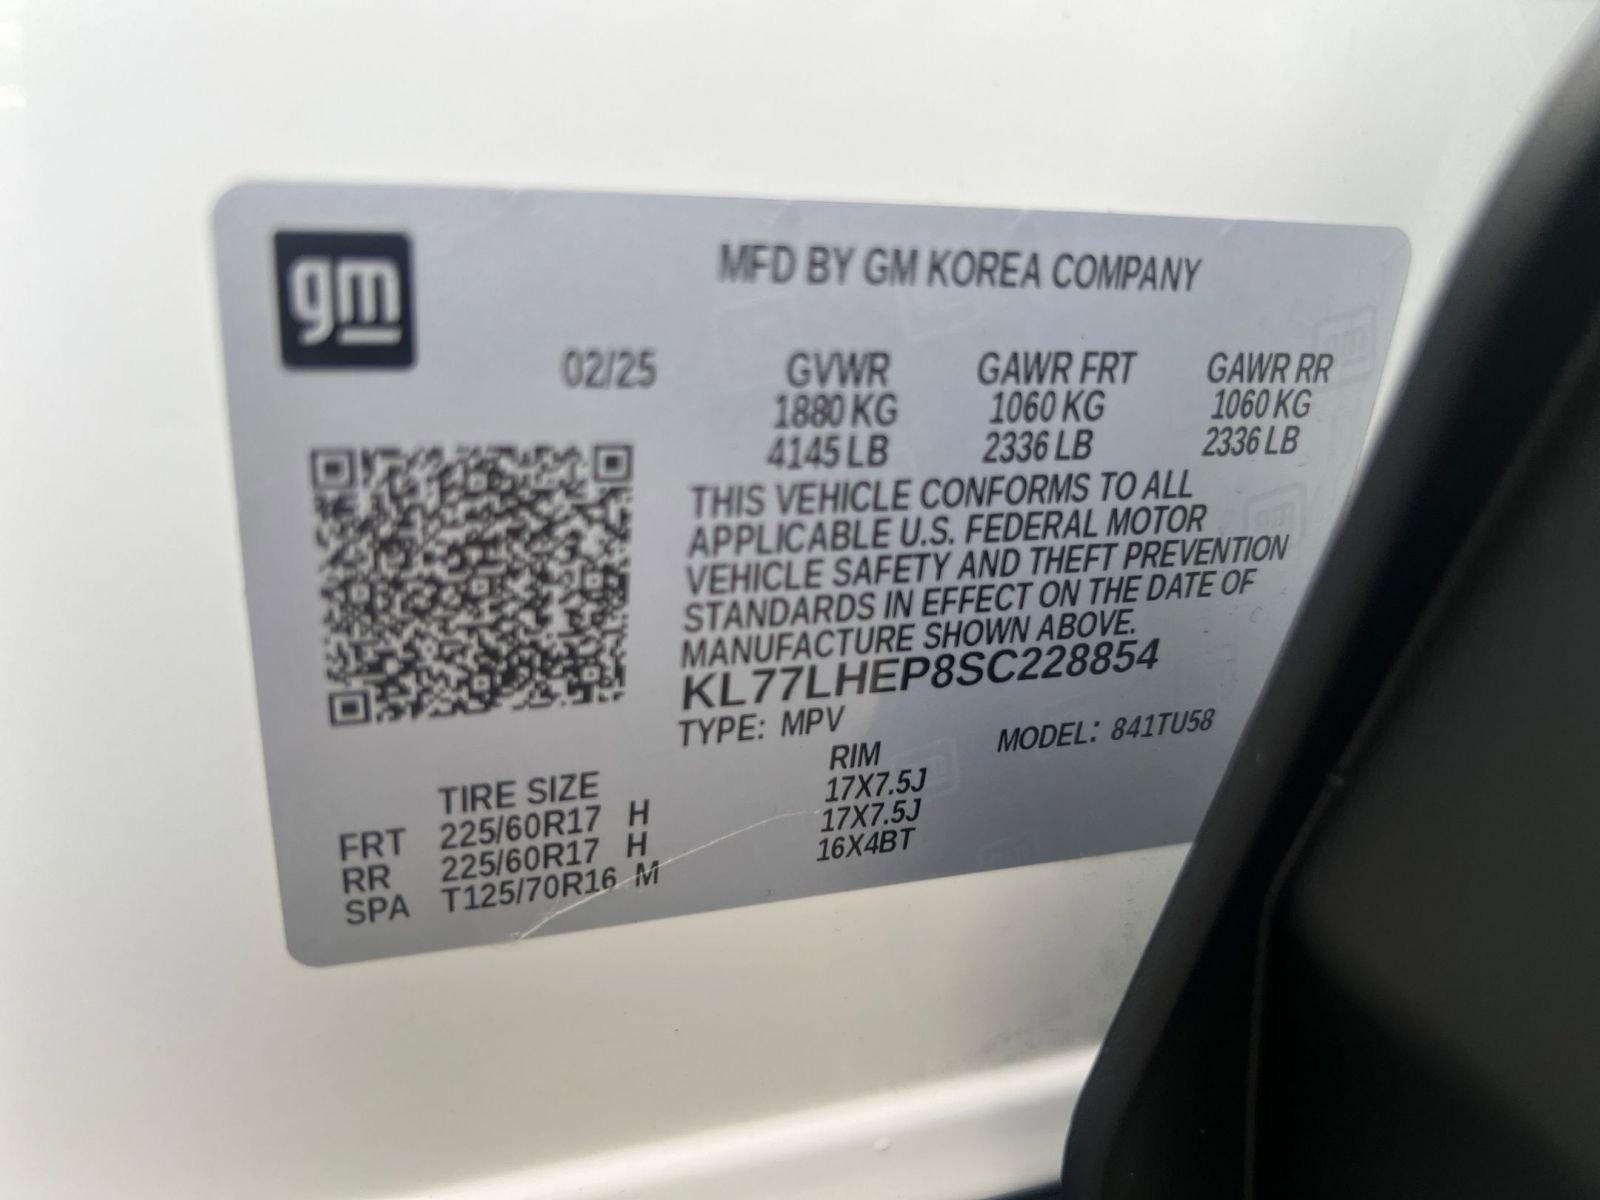 gm
MFD BY GM KOREA COMPANY
02/25 GVWR GAWR FRT GAWR RR
1880 KG 1060 KG 1060 KG
4145 LB 2336 LB 2336 LB
THIS VEHICLE CONFORMS TO ALL
APPLICABLE U.S. FEDERAL MOTOR
VEHICLE SAFETY AND THEFT PREVENTION
STANDARDS IN EFFECT ON THE DATE OF
MANUFACTURE SHOWN ABOVE.
KL77LHEP8SC228854
TYPE: MPV MODEL: 841TU58
TIRE SIZE RIM
FRT 225/60R17 H 17X7.5J
RR 225/60R17 H 17X7.5J
SPA T125/70R16 M 16X4BT